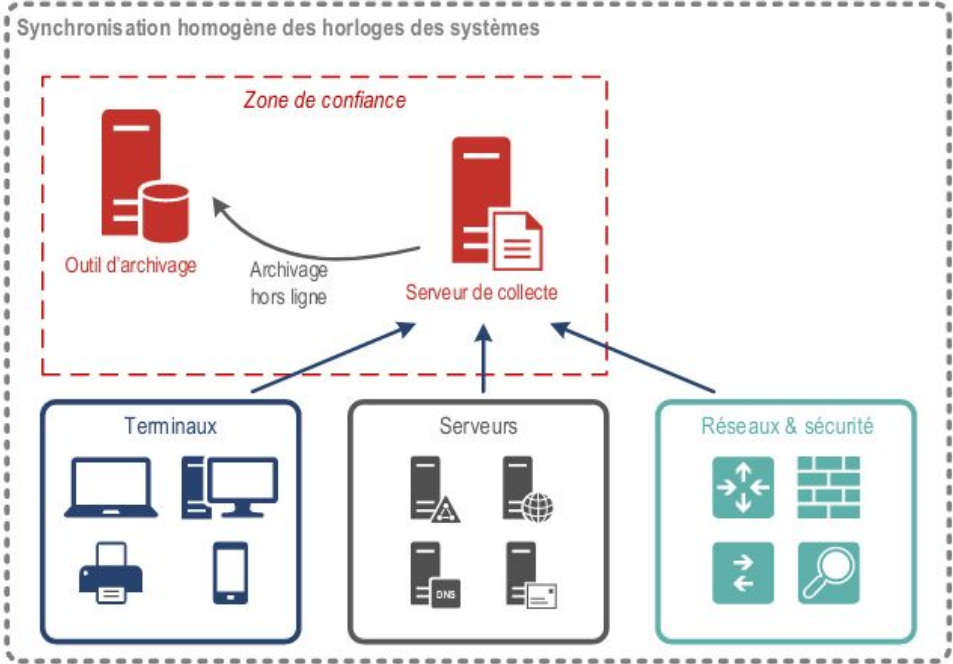 Synchronisation homogène des horloges des systèmes
Zone de confiance
Outil d'archivage
Archivage
hors ligne
Serveur de collecte
Terminaux
Serveurs
Réseaux & sécurité
DNS